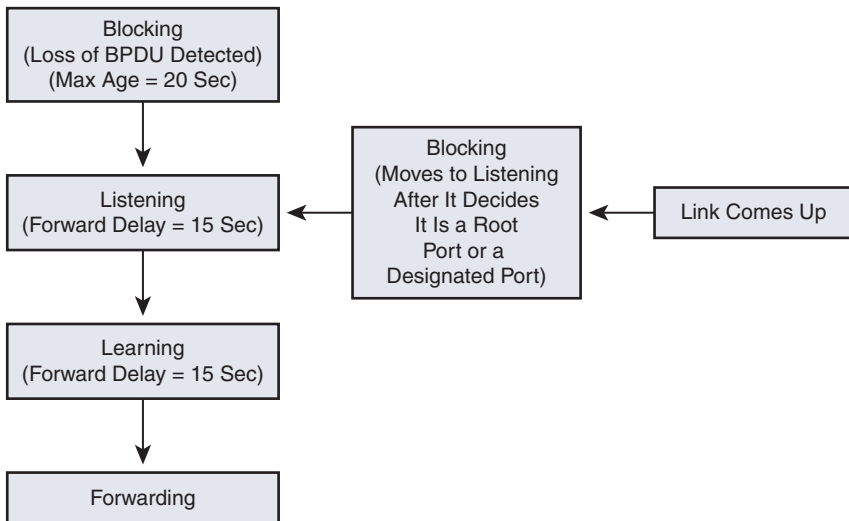 Blocking
(Loss of BPDU Detected)
(Max Age = 20 Sec)
Listening
(Forward Delay = 15 Sec)
Learning
(Forward Delay = 15 Sec)
Forwarding
Blocking
(Moves to Listening
After It Decides
It Is a Root
Port or a
Designated Port)
Link Comes Up